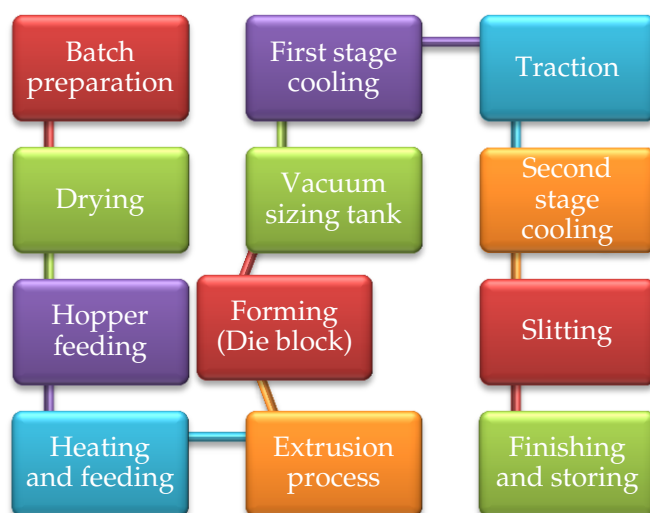 Batch
preparation
Drying
Hopper
feeding
Heating
and feeding
Extrusion
process
Forming
(Die block)
Vacuum
sizing tank
First stage
cooling
Traction
Second
stage
cooling
Slitting
Finishing
and storing